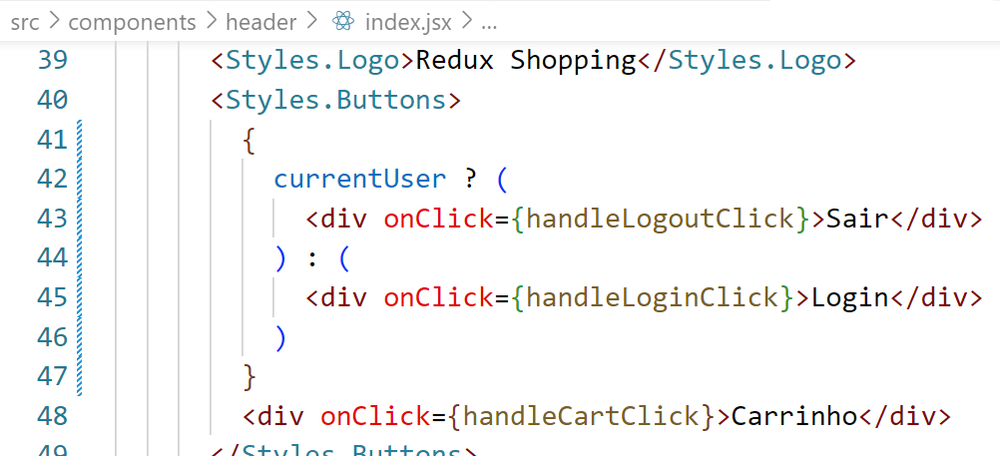 src > components > header > index.jsx > ...
39 <Styles.Logo>Redux Shopping</Styles.Logo>
40 <Styles.Buttons>
41 {
42 currentUser ? (
43 <div onClick={handleLogoutClick}>Sair</div>
44 ) : (
45 <div onClick={handleLoginClick}>Login</div>
46 )
47 }
48 <div onClick={handleCartClick}>Carrinho</div>
49 </Styles.Buttons>